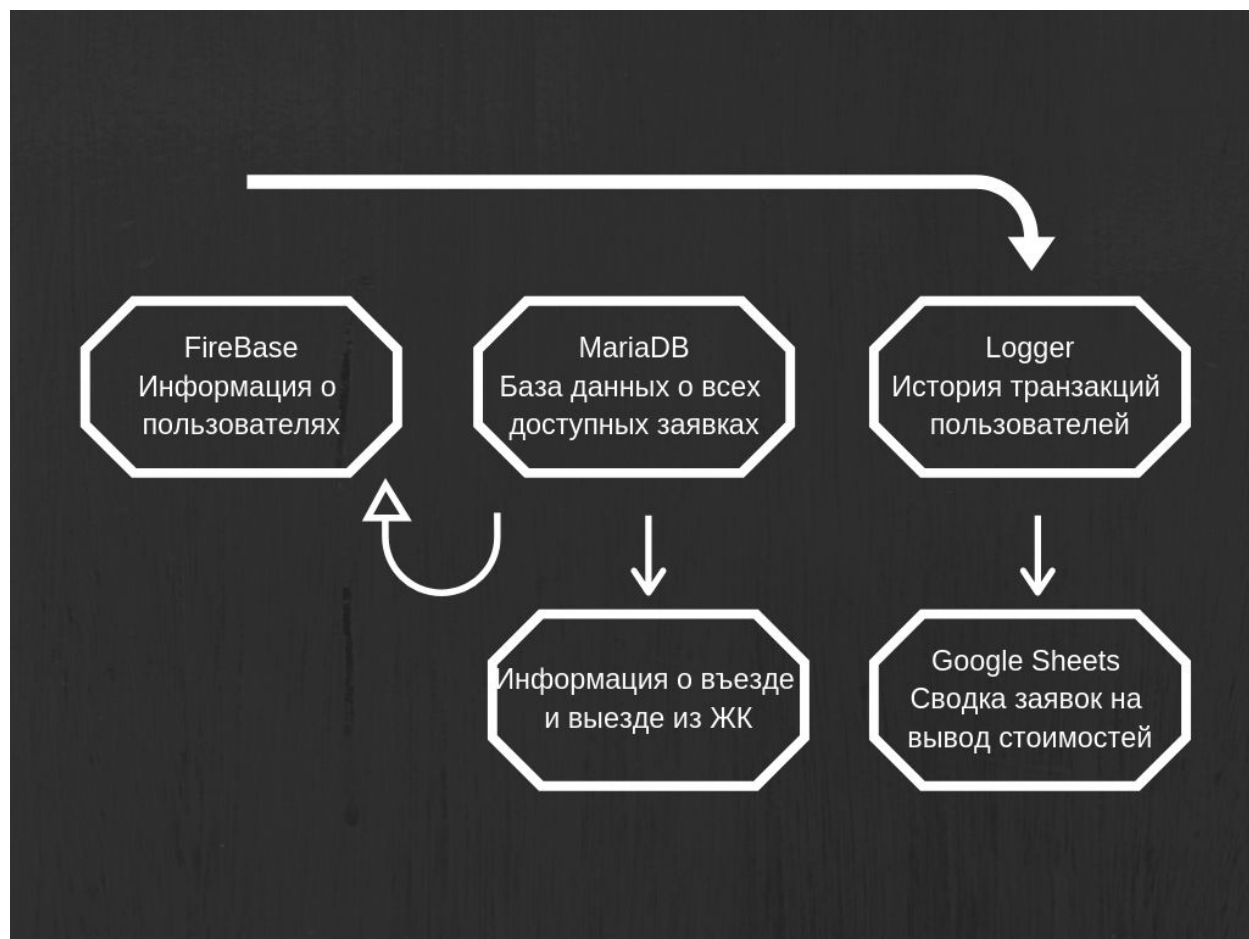 FireBase
Информация о
пользователях
MariaDB
База данных о всех
доступных заявках
Logger
История транзакций
пользователей
Информация о въезде
и выезде из ЖК
Google Sheets
Сводка заявок на
вывод стоимостей